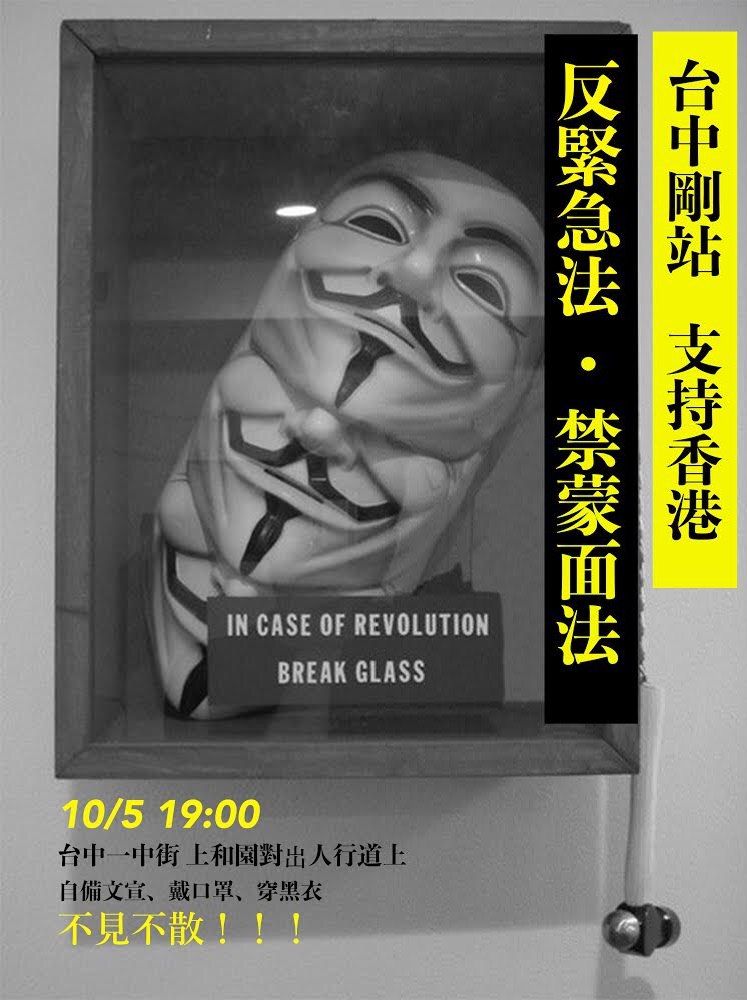 台中剛站　支持香港
反緊急法・禁蒙面法
IN CASE OF REVOLUTION
BREAK GLASS
10/5 19:00
台中一中街 上和園對出人行道上
自備文宣、戴口罩、穿黑衣
不見不散！！！